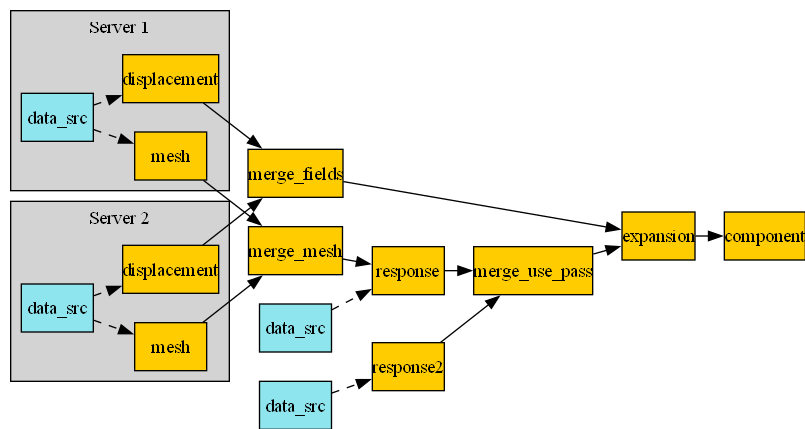 Server 1
displacement
data_src
mesh
merge_fields
Server 2
displacement
data_src
mesh
merge_mesh
response
data_src
response2
data_src
merge_use_pass
expansion
component